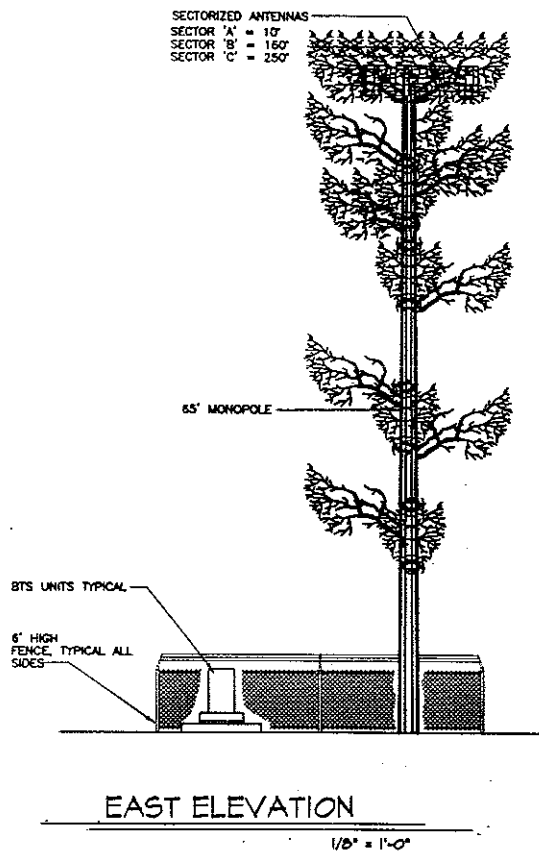 SECTORIZED ANTENNAS
SECTOR 'A' = 10°
SECTOR 'B' = 160°
SECTOR 'C' = 250°
65' MONOPOLE
BTS UNITS TYPICAL
6' HIGH
FENCE, TYPICAL ALL
SIDES
EAST ELEVATION
1/8" = 1'-0"